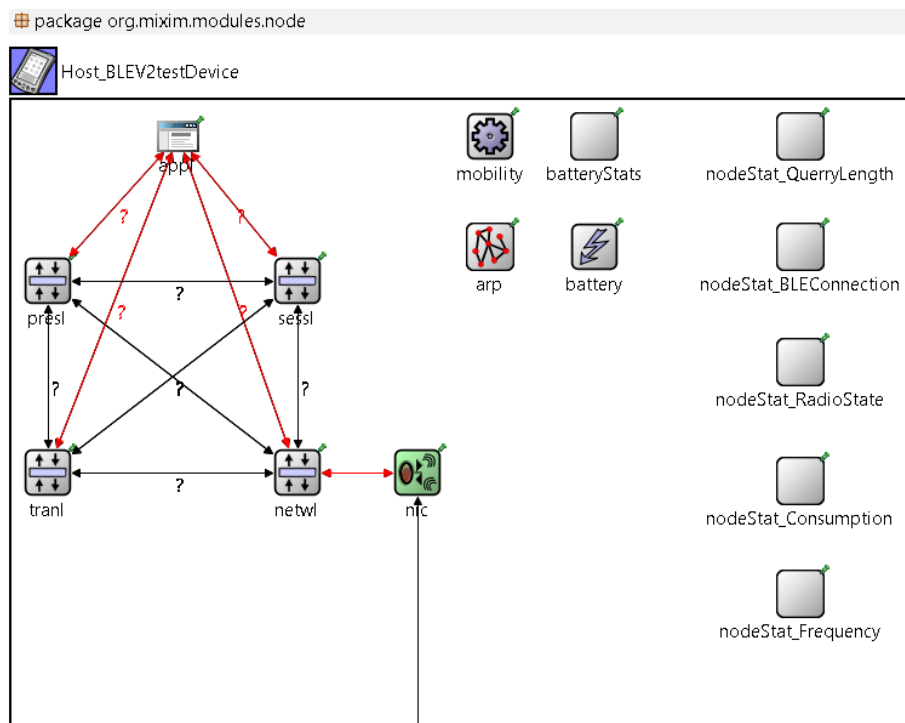 package org.mixim.modules.node
Host_BLEV2testDevice
appl
mobility
batteryStats
nodeStat_QuerryLength
?
?
presl
?
sessl
arp
battery
nodeStat_BLEConnection
?
?
nodeStat_RadioState
?
?
?
tranl
?
netwl
nic
nodeStat_Consumption
nodeStat_Frequency